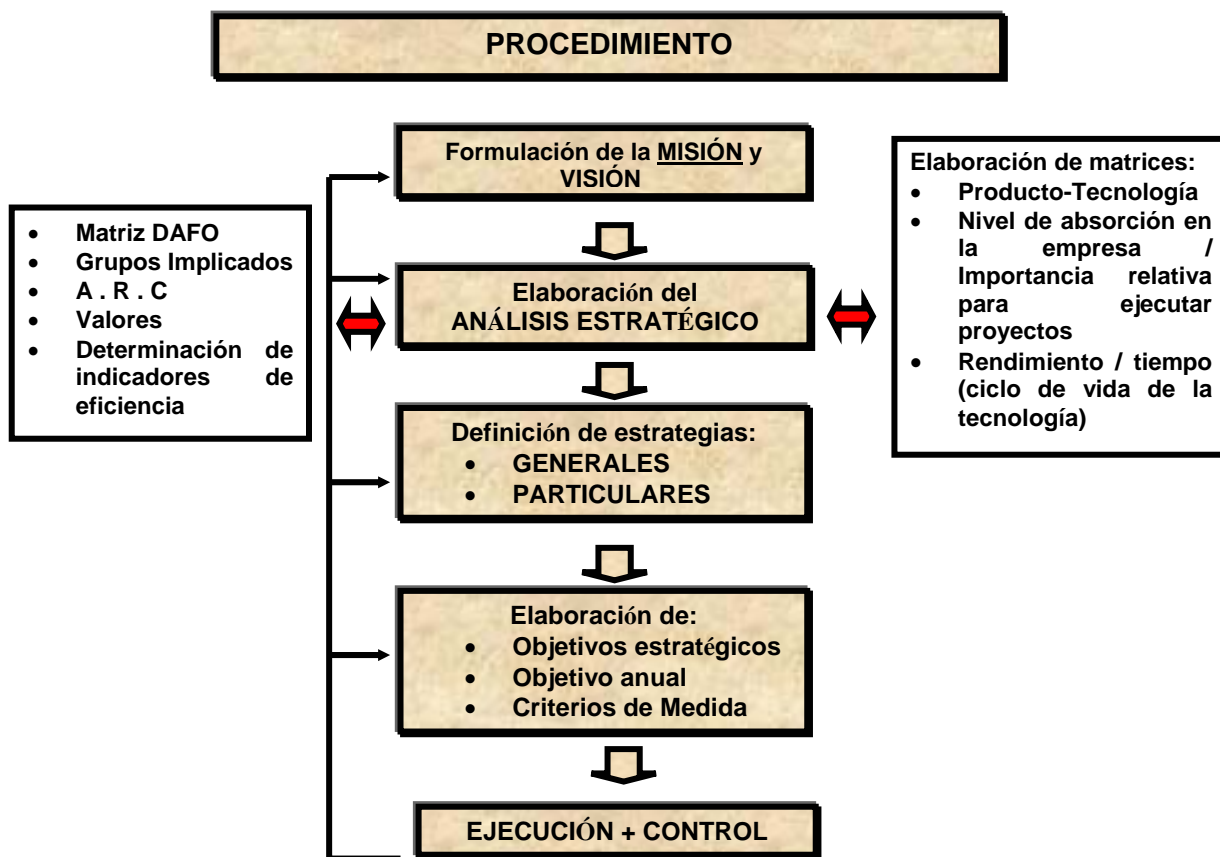 PROCEDIMIENTO
Formulación de la MISIÓN y
VISIÓN
• Matriz DAFO
• Grupos Implicados
• A . R . C
• Valores
• Determinación de
indicadores de
eficiencia
Elaboración del
ANÁLISIS ESTRATÉGICO
Elaboración de matrices:
• Producto-Tecnología
• Nivel de absorción en
la empresa /
Importancia relativa
para ejecutar
proyectos
• Rendimiento / tiempo
(ciclo de vida de la
tecnología)
Definición de estrategias:
• GENERALES
• PARTICULARES
Elaboración de:
• Objetivos estratégicos
• Objetivo anual
• Criterios de Medida
EJECUCIÓN + CONTROL